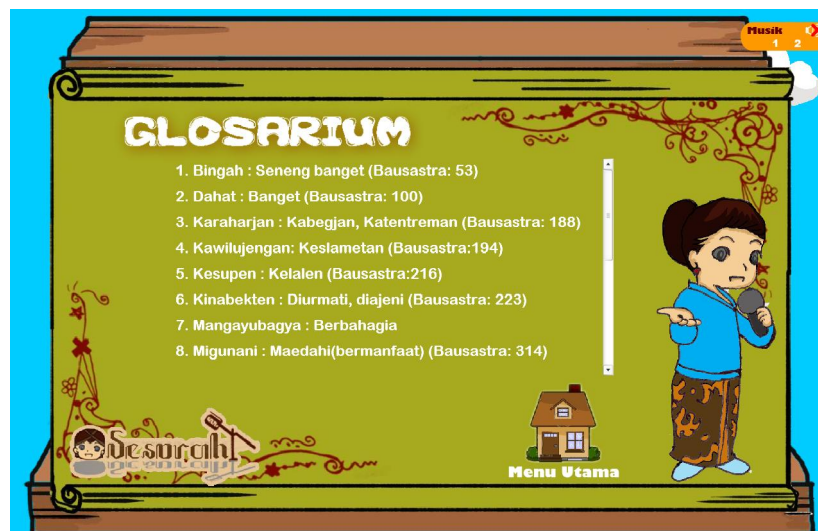 Musik
1 2
GLOSARIUM
1. Bingah : Seneng banget (Bausastra: 53)
2. Dahat : Banget (Bausastra: 100)
3. Karaharjan : Kabegjan, Katentreman (Bausastra: 188)
4. Kawilujengan: Keslametan (Bausastra:194)
5. Kesupen : Kelalen (Bausastra:216)
6. Kinabekten : Diurmati, diajeni (Bausastra: 223)
7. Mangayubagya : Berbahagia
8. Migunani : Maedahi(bermanfaat) (Bausastra: 314)
Menu Utama